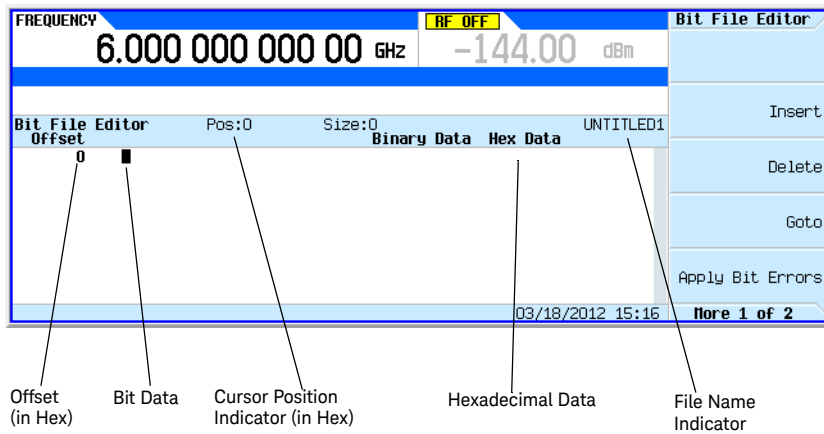 FREQUENCY
RF OFF
Bit File Editor
6.000 000 000 00 GHz
-144.00 dBm
Insert
Bit File Editor Pos:0 Size:0 UNTITLED1
Offset Binary Data Hex Data
0
Delete
Goto
Apply Bit Errors
03/18/2012 15:16
More 1 of 2
Offset
(in Hex)
Bit Data
Cursor Position
Indicator (in Hex)
Hexadecimal Data
File Name
Indicator